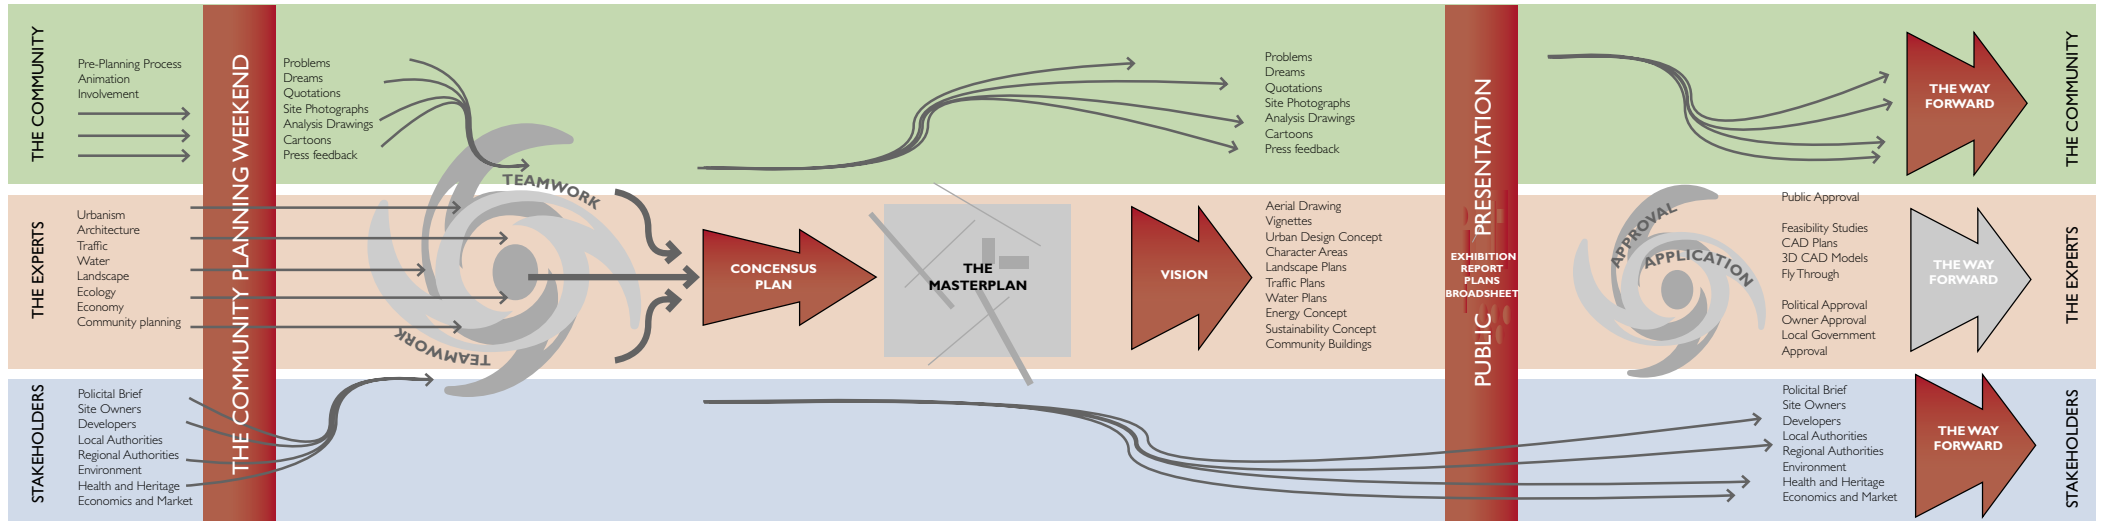 THE COMMUNITY
Pre-Planning Process
Animation
Involvement
THE EXPERTS
Urbanism
Architecture
Traffic
Water
Landscape
Ecology
Economy
Community planning
STAKEHOLDERS
Policital Brief
Site Owners
Developers
Local Authorities
Regional Authorities
Environment
Health and Heritage
Economics and Market
THE COMMUNITY PLANNING WEEKEND
Problems
Dreams
Quotations
Site Photographs
Analysis Drawings
Cartoons
Press feedback
TEAMWORK
TEAMWORK
CONCENSUS
PLAN
THE
MASTERPLAN
VISION
Problems
Dreams
Quotations
Site Photographs
Analysis Drawings
Cartoons
Press feedback
Aerial Drawing
Vignettes
Urban Design Concept
Character Areas
Landscape Plans
Traffic Plans
Water Plans
Energy Concept
Sustainability Concept
Community Buildings
PUBLIC PRESENTATION
EXHIBITION
REPORT
PLANS
BROADSHEET
APPROVAL
APPLICATION
Public Approval
Feasibility Studies
CAD Plans
3D CAD Models
Fly Through
Political Approval
Owner Approval
Local Government
Approval
Policital Brief
Site Owners
Developers
Local Authorities
Regional Authorities
Environment
Health and Heritage
Economics and Market
THE WAY
FORWARD
THE WAY
FORWARD
THE WAY
FORWARD
THE COMMUNITY
THE EXPERTS
STAKEHOLDERS